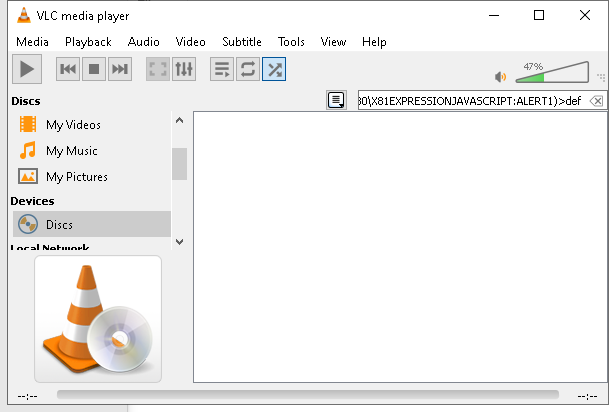 VLC media player
Media Playback Audio Video Subtitle Tools View Help
47%
Discs
80\X81EXPRESSIONJAVASCRIPT:ALERT1)>def
My Videos
My Music
My Pictures
Devices
Discs
Local Network
--:-- --:--